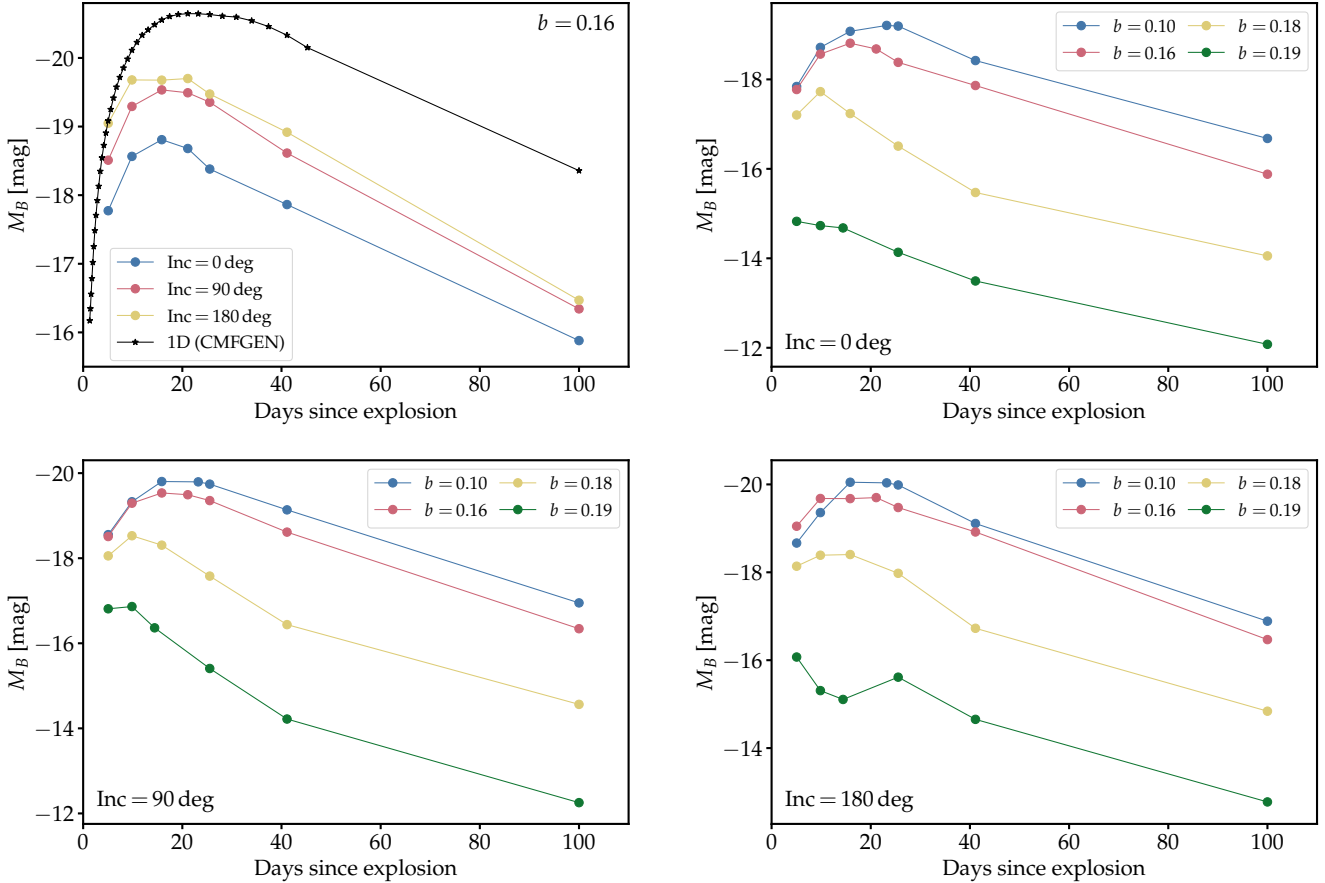 b = 0.16
−20
−19
−18
−17
−16
M_B [mag]
Inc = 0 deg
Inc = 90 deg
Inc = 180 deg
1D (CMFGEN)
0 20 40 60 80 100
Days since explosion
b = 0.10 b = 0.18
b = 0.16 b = 0.19
−18
−16
−14
−12
M_B [mag]
Inc = 0 deg
0 20 40 60 80 100
Days since explosion
b = 0.10 b = 0.18
b = 0.16 b = 0.19
−20
−18
−16
−14
−12
M_B [mag]
Inc = 90 deg
0 20 40 60 80 100
Days since explosion
b = 0.10 b = 0.18
b = 0.16 b = 0.19
−20
−18
−16
−14
M_B [mag]
Inc = 180 deg
0 20 40 60 80 100
Days since explosion